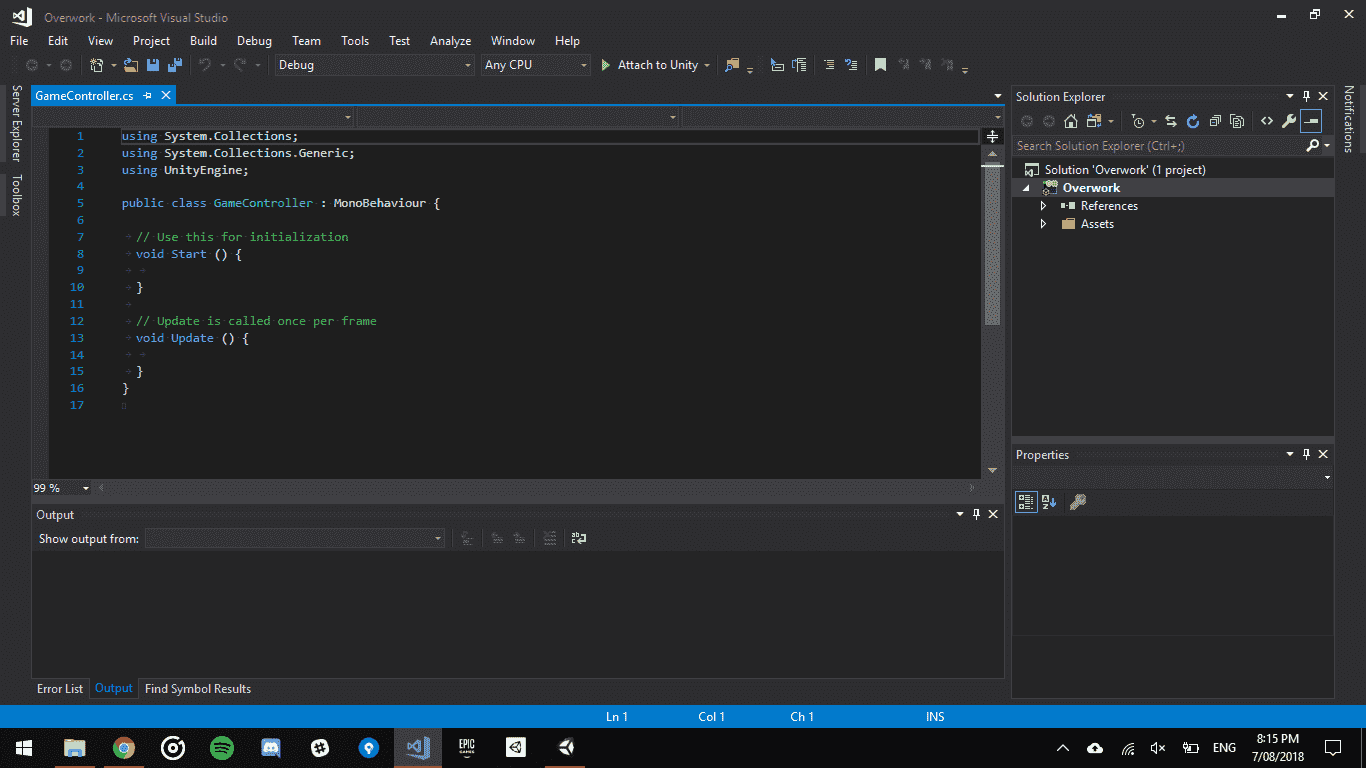 Overwork - Microsoft Visual Studio
File Edit View Project Build Debug Team Tools Test Analyze Window Help
Debug Any CPU Attach to Unity
Server Explorer
Toolbox
GameController.cs
1 using System.Collections;
2 using System.Collections.Generic;
3 using UnityEngine;
4
5 public class GameController : MonoBehaviour {
6
7 // Use this for initialization
8 void Start () {
9
10 }
11
12 // Update is called once per frame
13 void Update () {
14
15 }
16 }
17
99 %
Output
Show output from:
Error List Output Find Symbol Results
Solution Explorer
Search Solution Explorer (Ctrl+;)
Solution 'Overwork' (1 project)
Overwork
References
Assets
Properties
Notifications
Ln 1 Col 1 Ch 1 INS
EPIC
GAMES
ENG
8:15 PM
7/08/2018